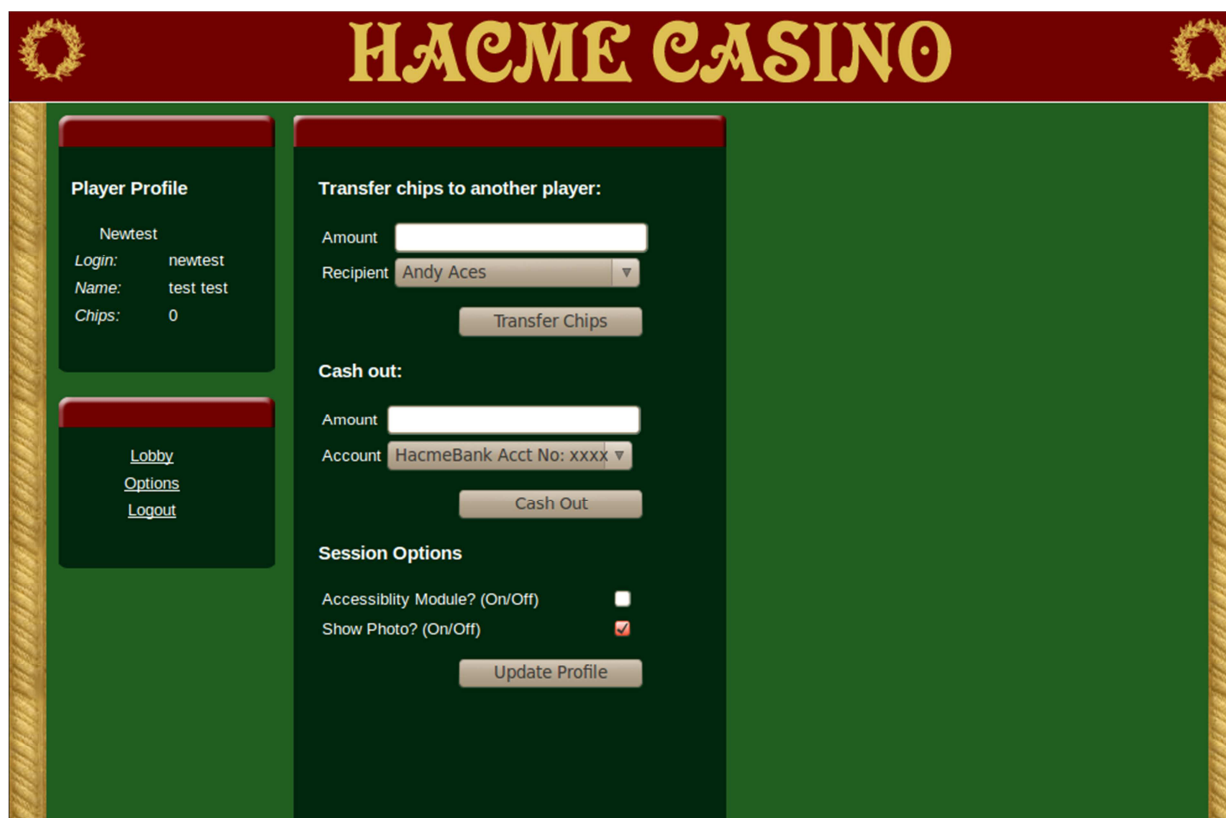 HACME CASINO
Player Profile
Newtest
Login: newtest
Name: test test
Chips: 0
Lobby
Options
Logout
Transfer chips to another player:
Amount
Recipient Andy Aces
Transfer Chips
Cash out:
Amount
Account HacmeBank Acct No: xxxx
Cash Out
Session Options
Accessiblity Module? (On/Off)
Show Photo? (On/Off)
Update Profile